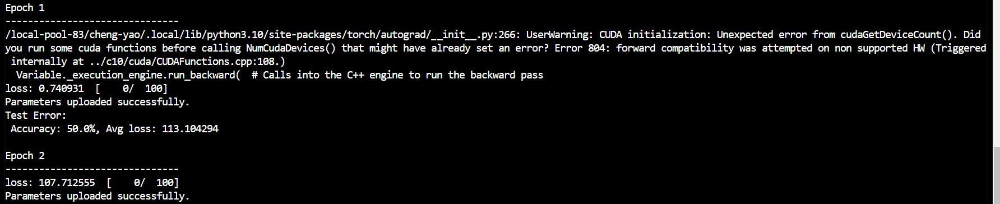 Epoch 1
-------------------------------
/local-pool-83/cheng-yao/.local/lib/python3.10/site-packages/torch/autograd/__init__.py:266: UserWarning: CUDA initialization: Unexpected error from cudaGetDeviceCount(). Did
you run some cuda functions before calling NumCudaDevices() that might have already set an error? Error 804: forward compatibility was attempted on non supported HW (Triggered
 internally at ../c10/cuda/CUDAFunctions.cpp:108.)
  Variable._execution_engine.run_backward(  # Calls into the C++ engine to run the backward pass
loss: 0.740931  [    0/  100]
Parameters uploaded successfully.
Test Error:
 Accuracy: 50.0%, Avg loss: 113.104294
Epoch 2
-------------------------------
loss: 107.712555  [    0/  100]
Parameters uploaded successfully.